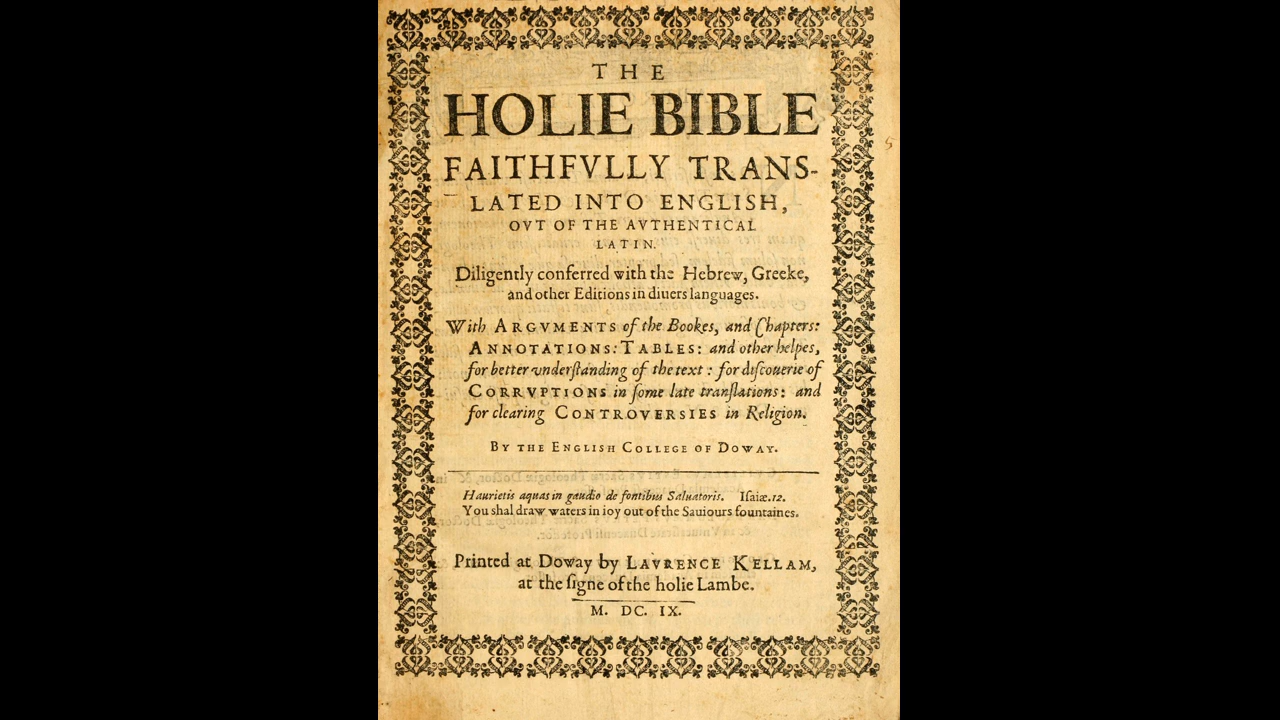 THE
HOLIE BIBLE
FAITHFVLLY TRANS-
LATED INTO ENGLISH,
OVT OF THE AVTHENTICAL
LATIN.
Diligently conferred with the Hebrew, Greeke,
and other Editions in diuers languages.
With ARGVMENTS of the Bookes, and Chapters:
ANNOTATIONS: TABLES: and other helpes,
for better vnderſtanding of the text: for diſcouerie of
CORRVPTIONS in ſome late tranſlations: and
for clearing CONTROVERSIES in Religion.
BY THE ENGLISH COLLEGE OF DOWAY.
Haurietis aquas in gaudio de fontibus Saluatoris. Iſaiæ.12.
You shal draw waters in ioy out of the Sauiours fountaines.
Printed at Doway by LAVRENCE KELLAM,
at the ſigne of the holie Lambe.
M. DC. IX.
5